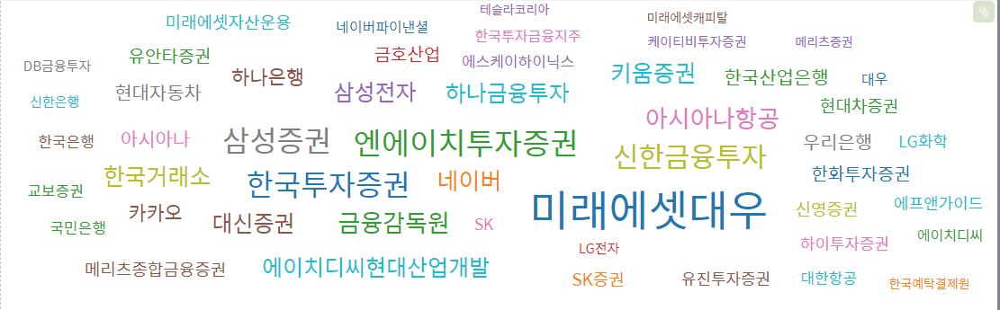 테슬라코리아
미래에셋캐피탈
미래에셋자산운용
네이버파이낸셜
한국투자금융지주
케이티비투자증권
메리츠증권
유안타증권
금호산업
에스케이하이닉스
DB금융투자
하나은행
키움증권
한국산업은행
대우
현대자동차
삼성전자
하나금융투자
신한은행
현대차증권
아시아나항공
한국은행
아시아나
삼성증권
엔에이치투자증권
우리은행
LG화학
신한금융투자
한국거래소
한국투자증권
네이버
한화투자증권
교보증권
카카오
미래에셋대우
신영증권
에프앤가이드
국민은행
대신증권
금융감독원
SK
에이치디씨
LG전자
하이투자증권
메리츠종합금융증권
에이치디씨현대산업개발
SK증권
유진투자증권
대한항공
한국예탁결제원